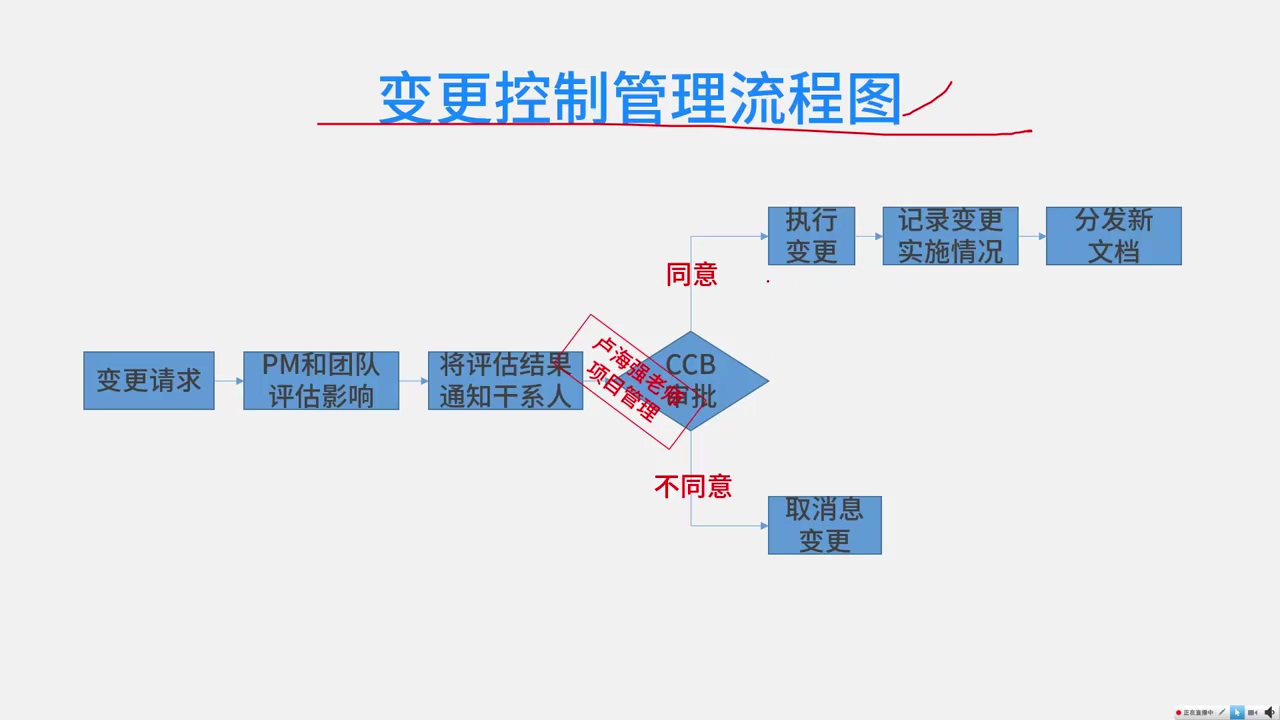 变更控制管理流程图
执行
变更
记录变更
实施情况
分发新
文档
同意
变更请求
PM和团队
评估影响
将评估结果
通知干系人
CCB
审批
卢海强老师
项目管理
不同意
取消息
变更
正在直播中